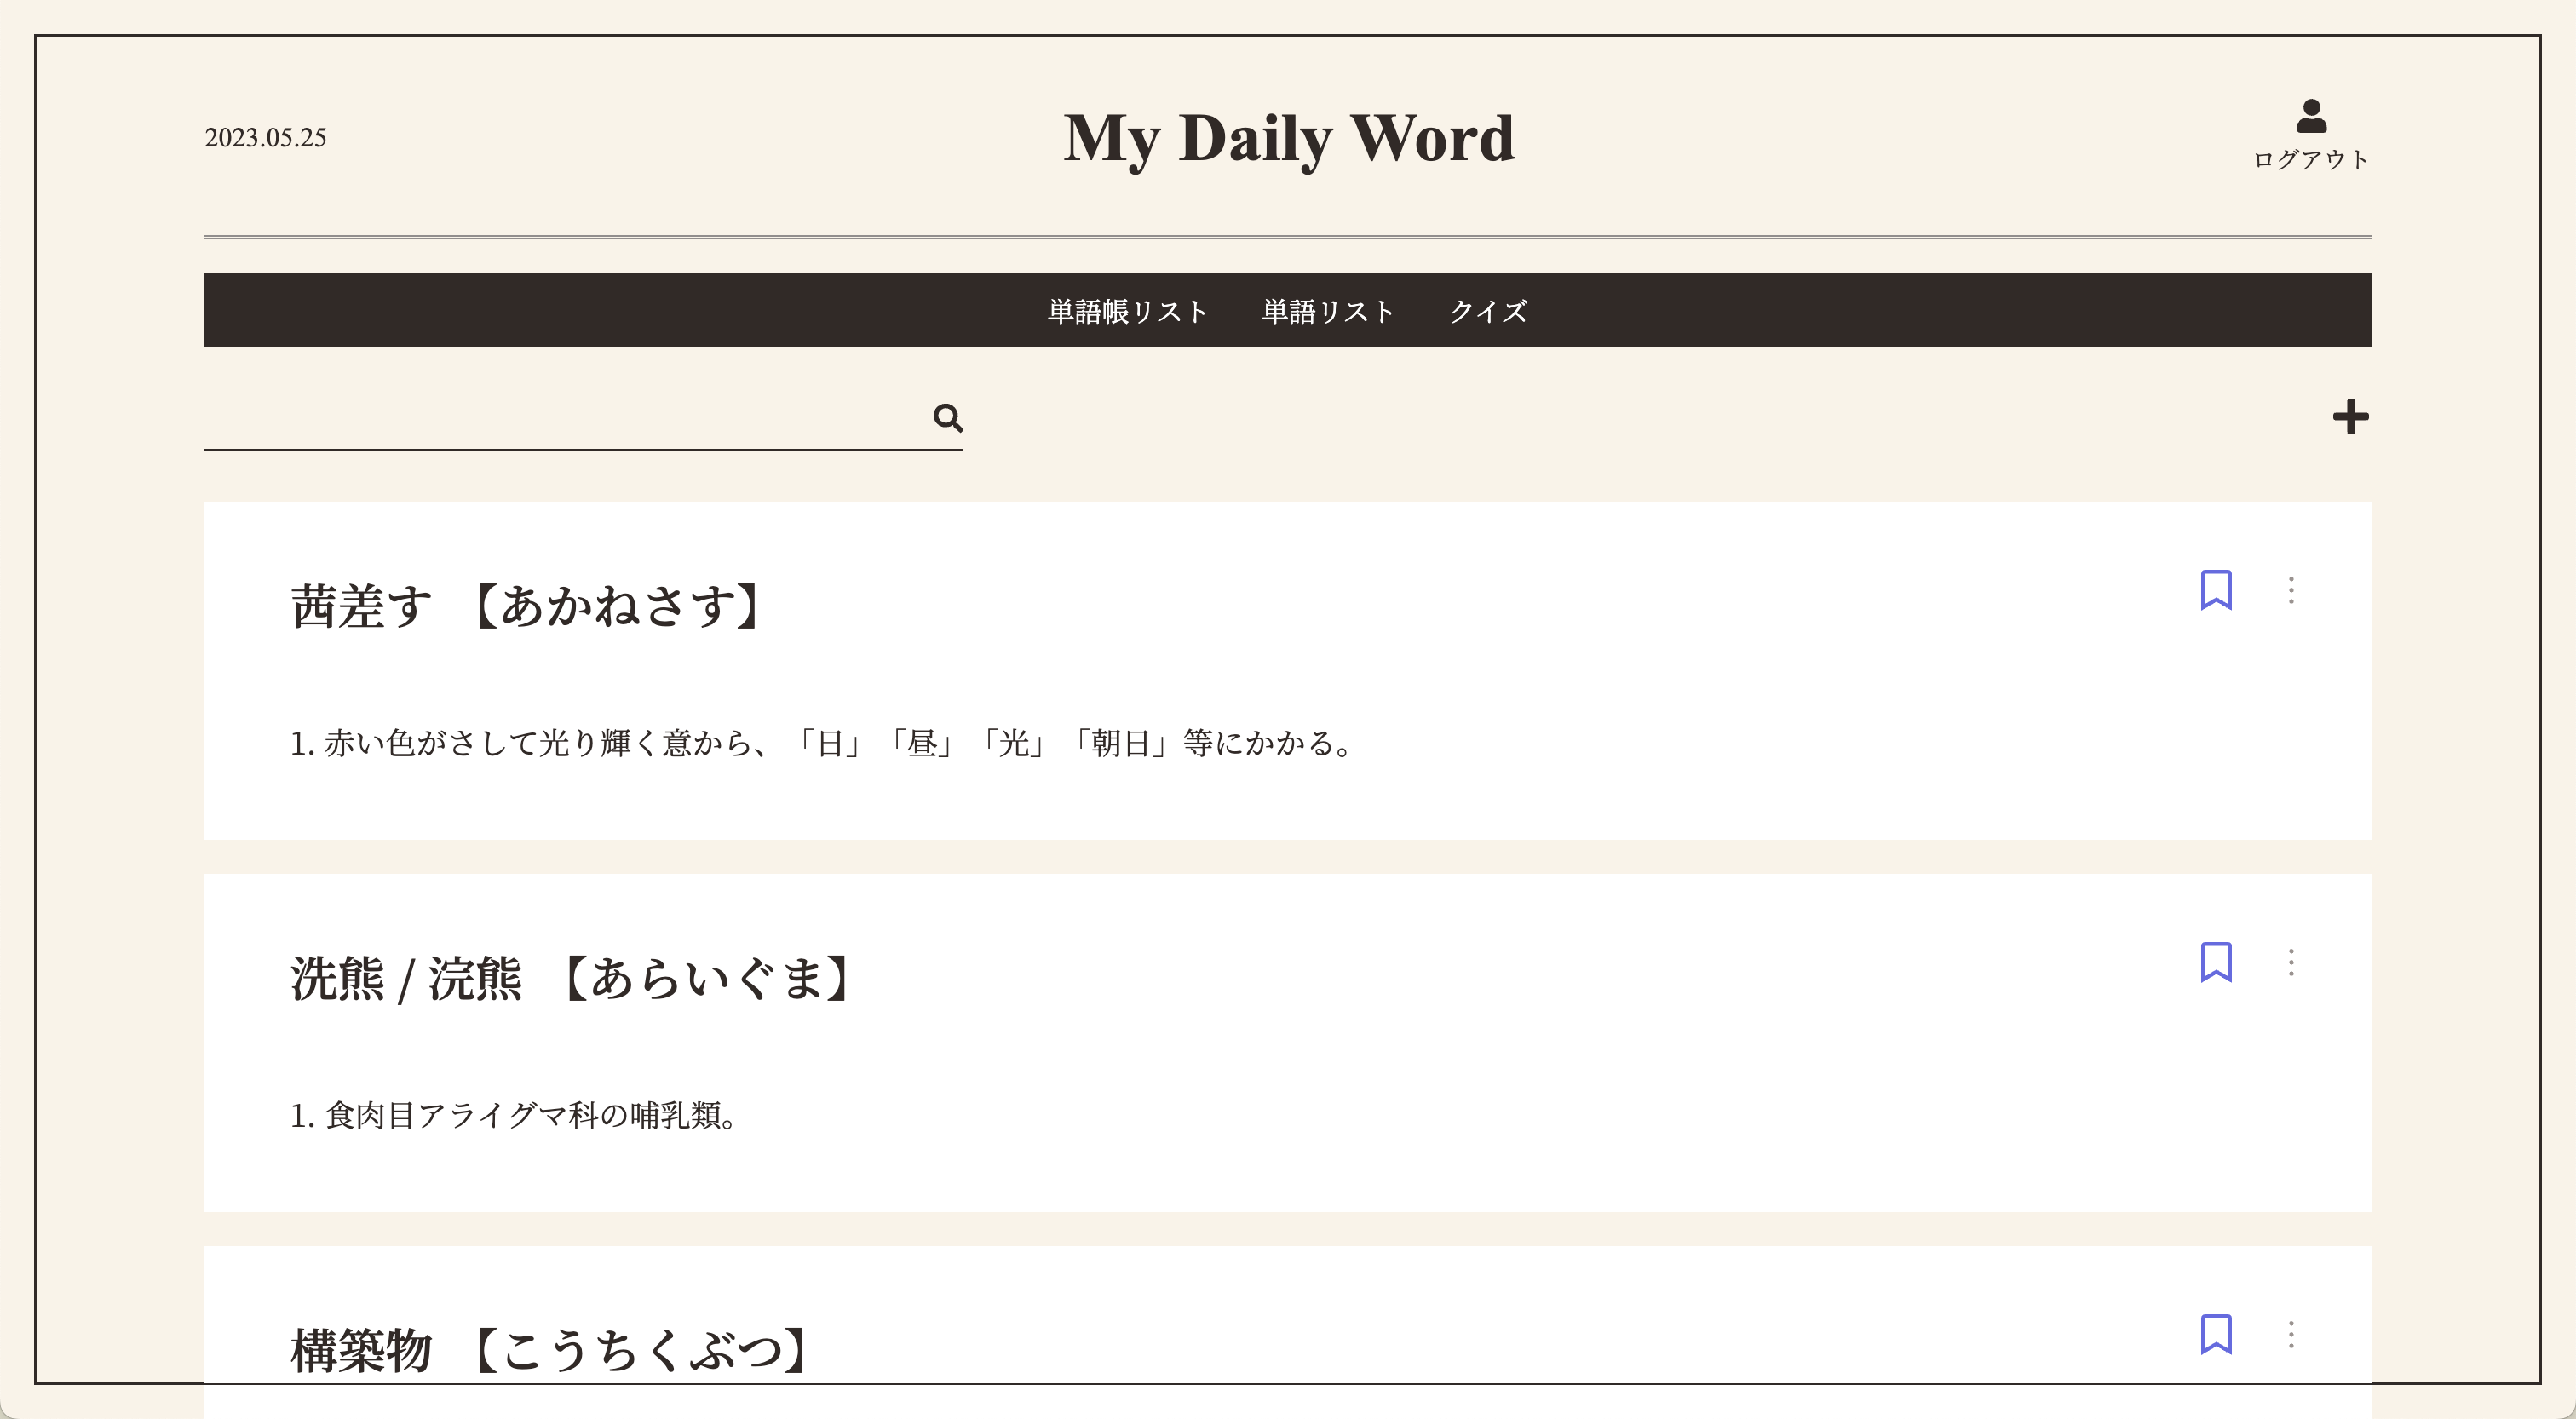 2023.05.25
My Daily Word
ログアウト
単語帳リスト 単語リスト クイズ
茜差す 【あかねさす】
1. 赤い色がさして光り輝く意から、「日」「昼」「光」「朝日」等にかかる。
洗熊 / 浣熊 【あらいぐま】
1. 食肉目アライグマ科の哺乳類。
構築物 【こうちくぶつ】